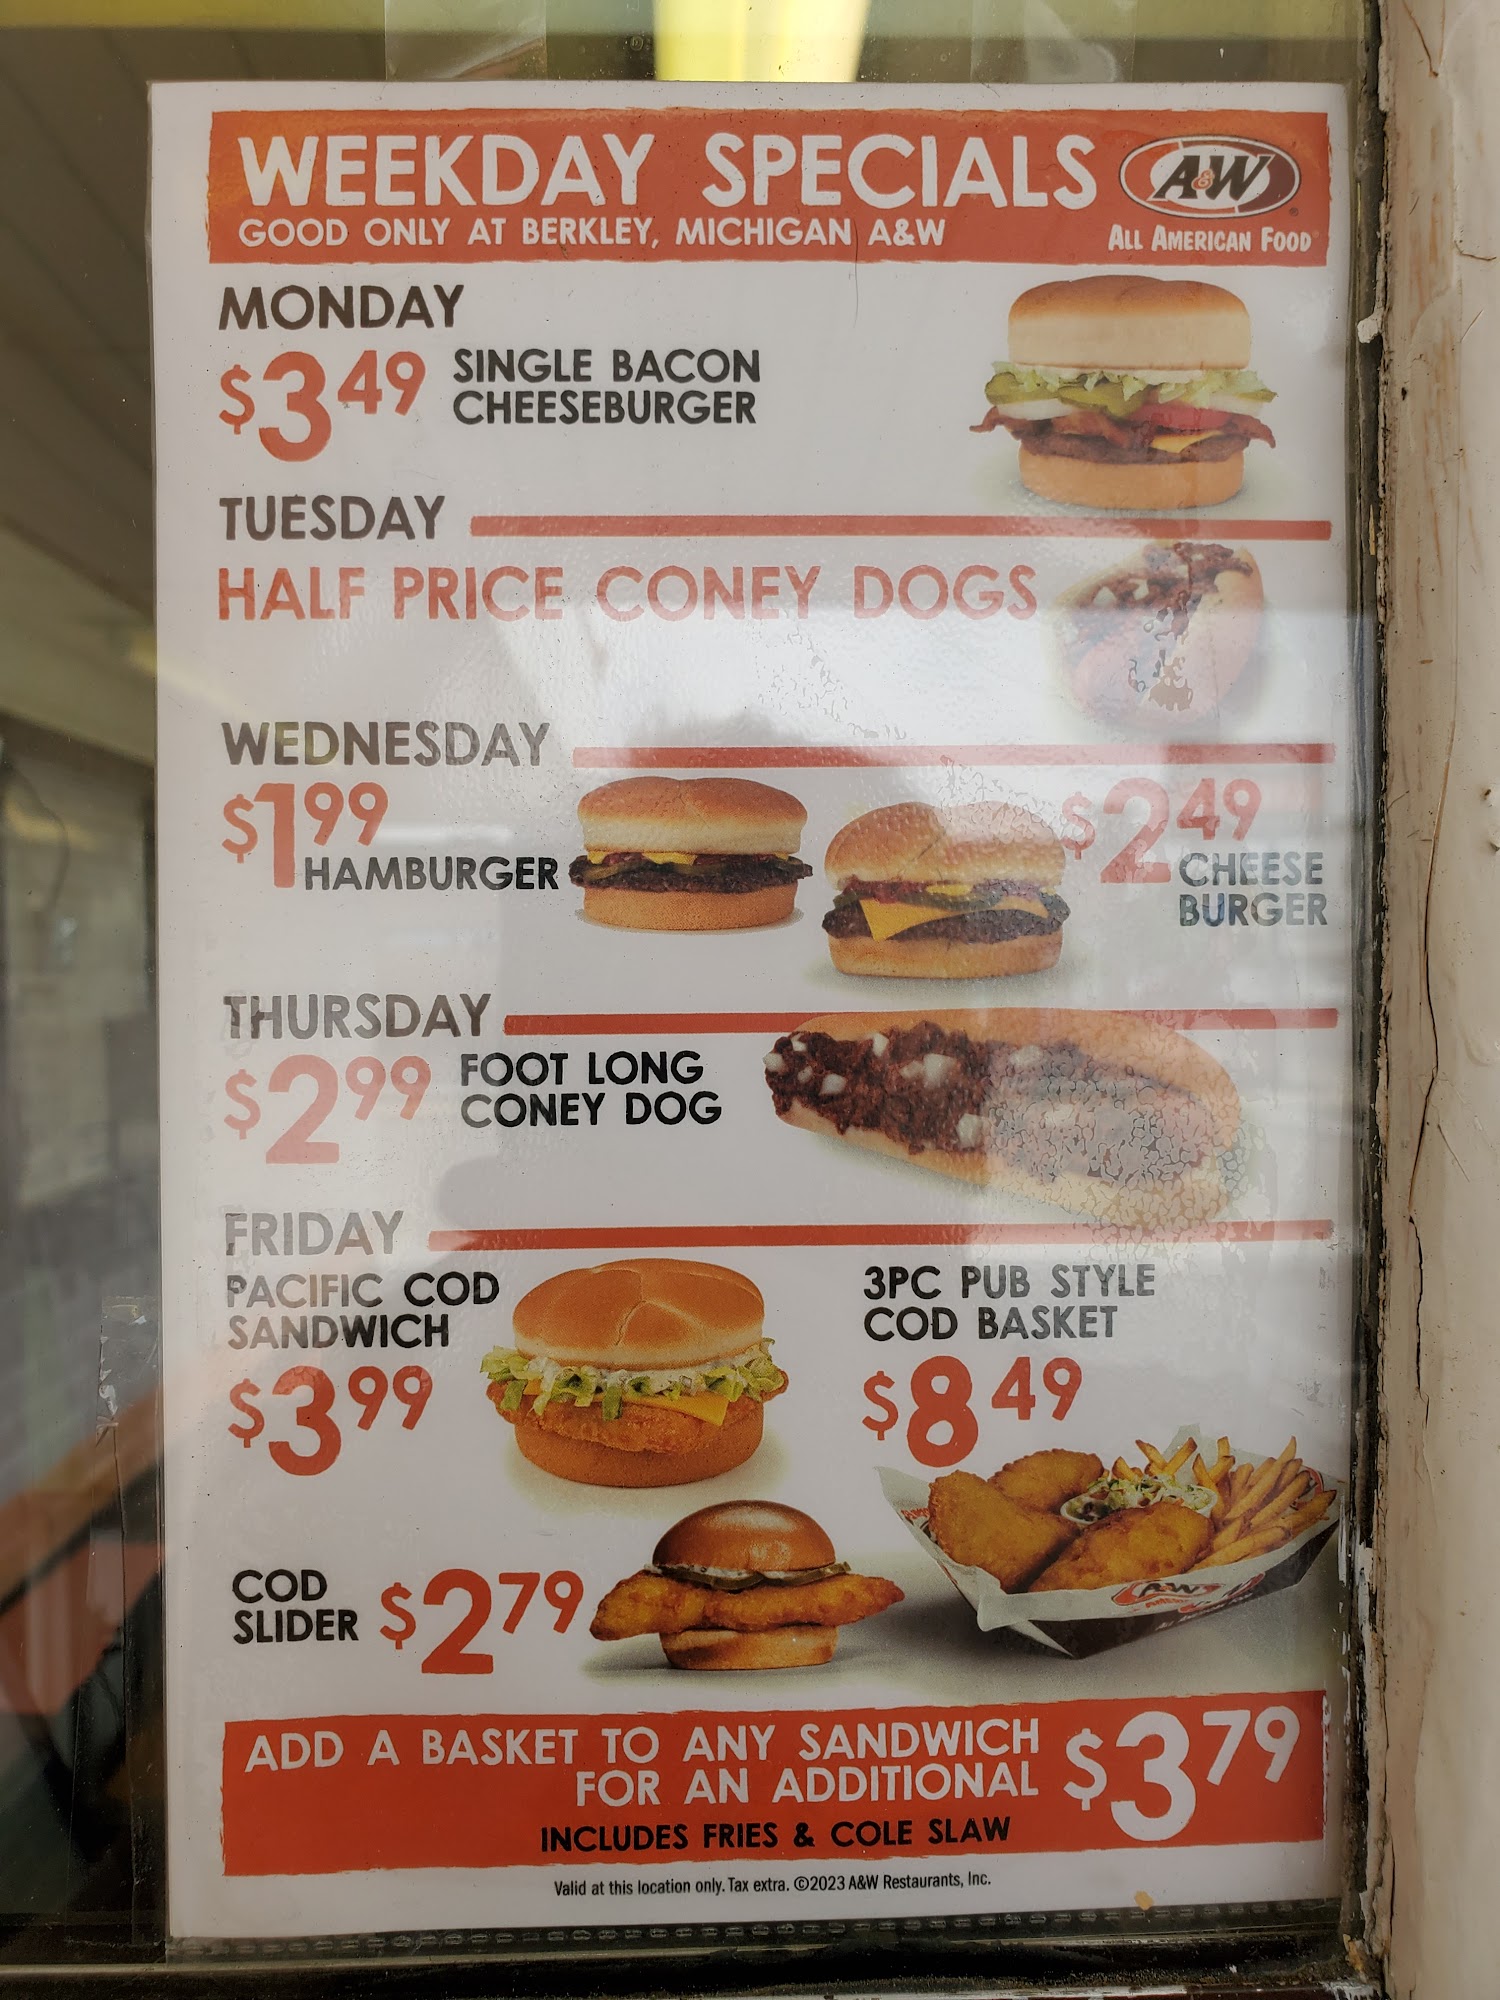 WEEKDAY SPECIALS
GOOD ONLY AT BERKLEY, MICHIGAN A&W
A&W
ALL AMERICAN FOOD
MONDAY
$3.49 SINGLE BACON
CHEESEBURGER
TUESDAY
HALF PRICE CONEY DOGS
WEDNESDAY
$1.99
HAMBURGER
$2.49
CHEESE
BURGER
THURSDAY
$2.99 FOOT LONG
CONEY DOG
FRIDAY
PACIFIC COD
SANDWICH
$3.99
3PC PUB STYLE
COD BASKET
$8.49
COD
SLIDER $2.79
A&W
ADD A BASKET TO ANY SANDWICH
FOR AN ADDITIONAL $3.79
INCLUDES FRIES & COLE SLAW
Valid at this location only. Tax extra. ©2023 A&W Restaurants, Inc.